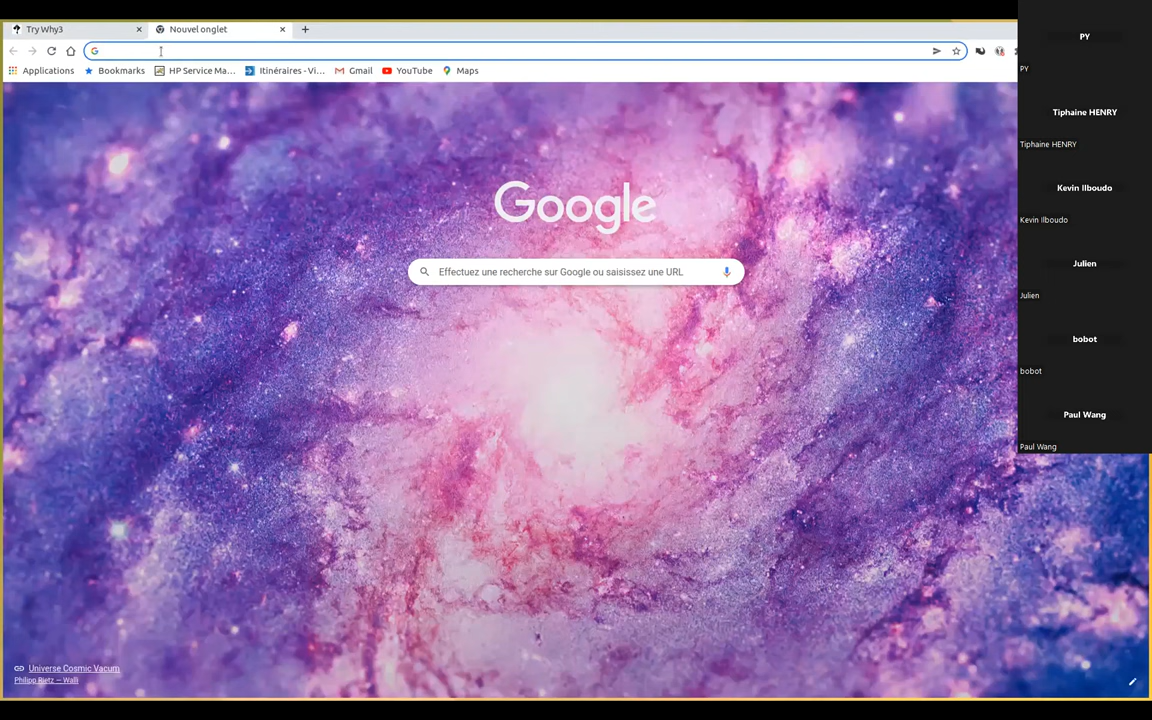 Try Why3
Nouvel onglet
Applications
Bookmarks
HP Service Ma...
Itinéraires - Vi...
Gmail
YouTube
Maps
Google
Effectuez une recherche sur Google ou saisissez une URL
Universe Cosmic Vacum
Philipp Rietz — Walli
PY
PY
Tiphaine HENRY
Tiphaine HENRY
Kevin Ilboudo
Kevin Ilboudo
Julien
Julien
bobot
bobot
Paul Wang
Paul Wang